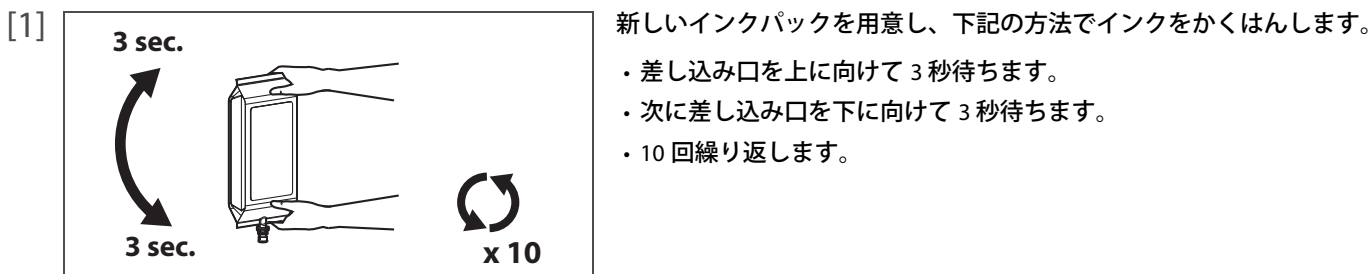 [1]
3 sec.
3 sec.
x 10
新しいインクパックを用意し、下記の方法でインクをかくはんします。
・差し込み口を上に向けて 3 秒待ちます。
・次に差し込み口を下に向けて 3 秒待ちます。
・10 回繰り返します。